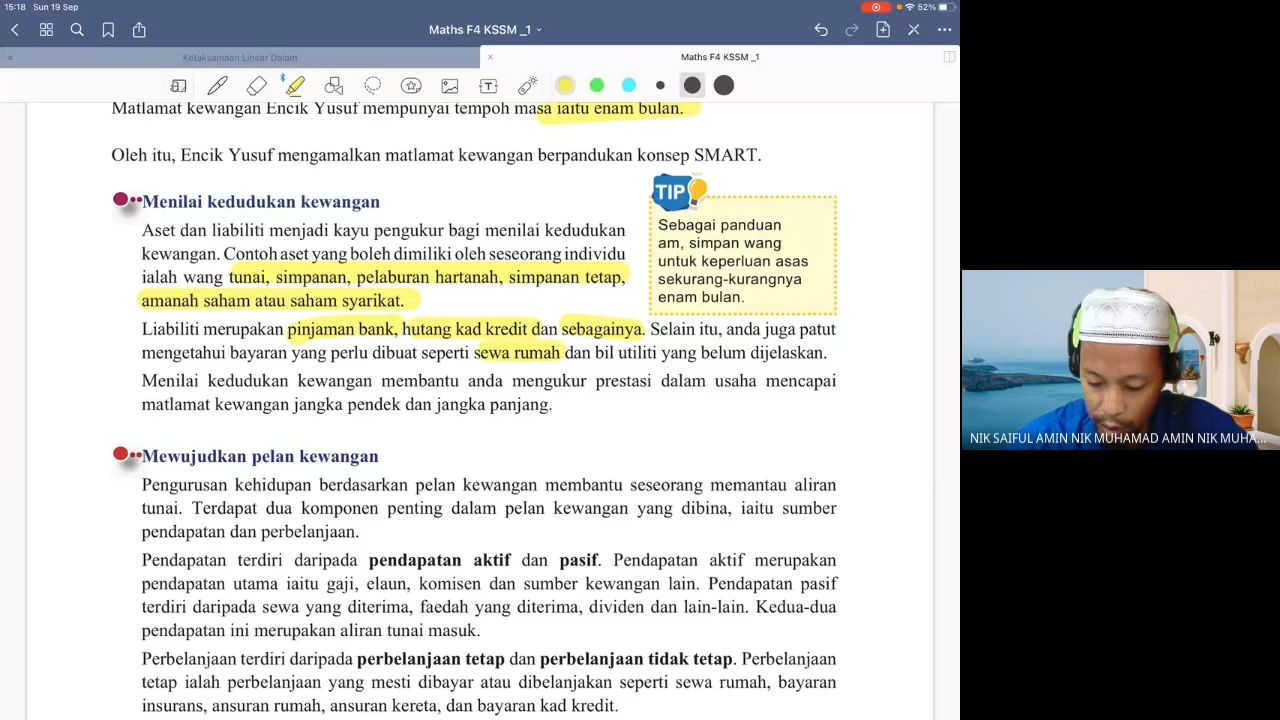 15:18 Sun 19 Sep
52%
Maths F4 KSSM _1
Ketaksamaan Linear Dalam
Maths F4 KSSM _1
Matlamat kewangan Encik Yusuf mempunyai tempoh masa iaitu enam bulan.
Oleh itu, Encik Yusuf mengamalkan matlamat kewangan berpandukan konsep SMART.
Menilai kedudukan kewangan
Aset dan liabiliti menjadi kayu pengukur bagi menilai kedudukan
kewangan. Contoh aset yang boleh dimiliki oleh seseorang individu
ialah wang tunai, simpanan, pelaburan hartanah, simpanan tetap,
amanah saham atau saham syarikat.
TIP
Sebagai panduan
am, simpan wang
untuk keperluan asas
sekurang-kurangnya
enam bulan.
Liabiliti merupakan pinjaman bank, hutang kad kredit dan sebagainya. Selain itu, anda juga patut
mengetahui bayaran yang perlu dibuat seperti sewa rumah dan bil utiliti yang belum dijelaskan.
Menilai kedudukan kewangan membantu anda mengukur prestasi dalam usaha mencapai
matlamat kewangan jangka pendek dan jangka panjang.
Mewujudkan pelan kewangan
Pengurusan kehidupan berdasarkan pelan kewangan membantu seseorang memantau aliran
tunai. Terdapat dua komponen penting dalam pelan kewangan yang dibina, iaitu sumber
pendapatan dan perbelanjaan.
Pendapatan terdiri daripada pendapatan aktif dan pasif. Pendapatan aktif merupakan
pendapatan utama iaitu gaji, elaun, komisen dan sumber kewangan lain. Pendapatan pasif
terdiri daripada sewa yang diterima, faedah yang diterima, dividen dan lain-lain. Kedua-dua
pendapatan ini merupakan aliran tunai masuk.
Perbelanjaan terdiri daripada perbelanjaan tetap dan perbelanjaan tidak tetap. Perbelanjaan
tetap ialah perbelanjaan yang mesti dibayar atau dibelanjakan seperti sewa rumah, bayaran
insurans, ansuran rumah, ansuran kereta, dan bayaran kad kredit.
NIK SAIFUL AMIN NIK MUHAMAD AMIN NIK MUHA...